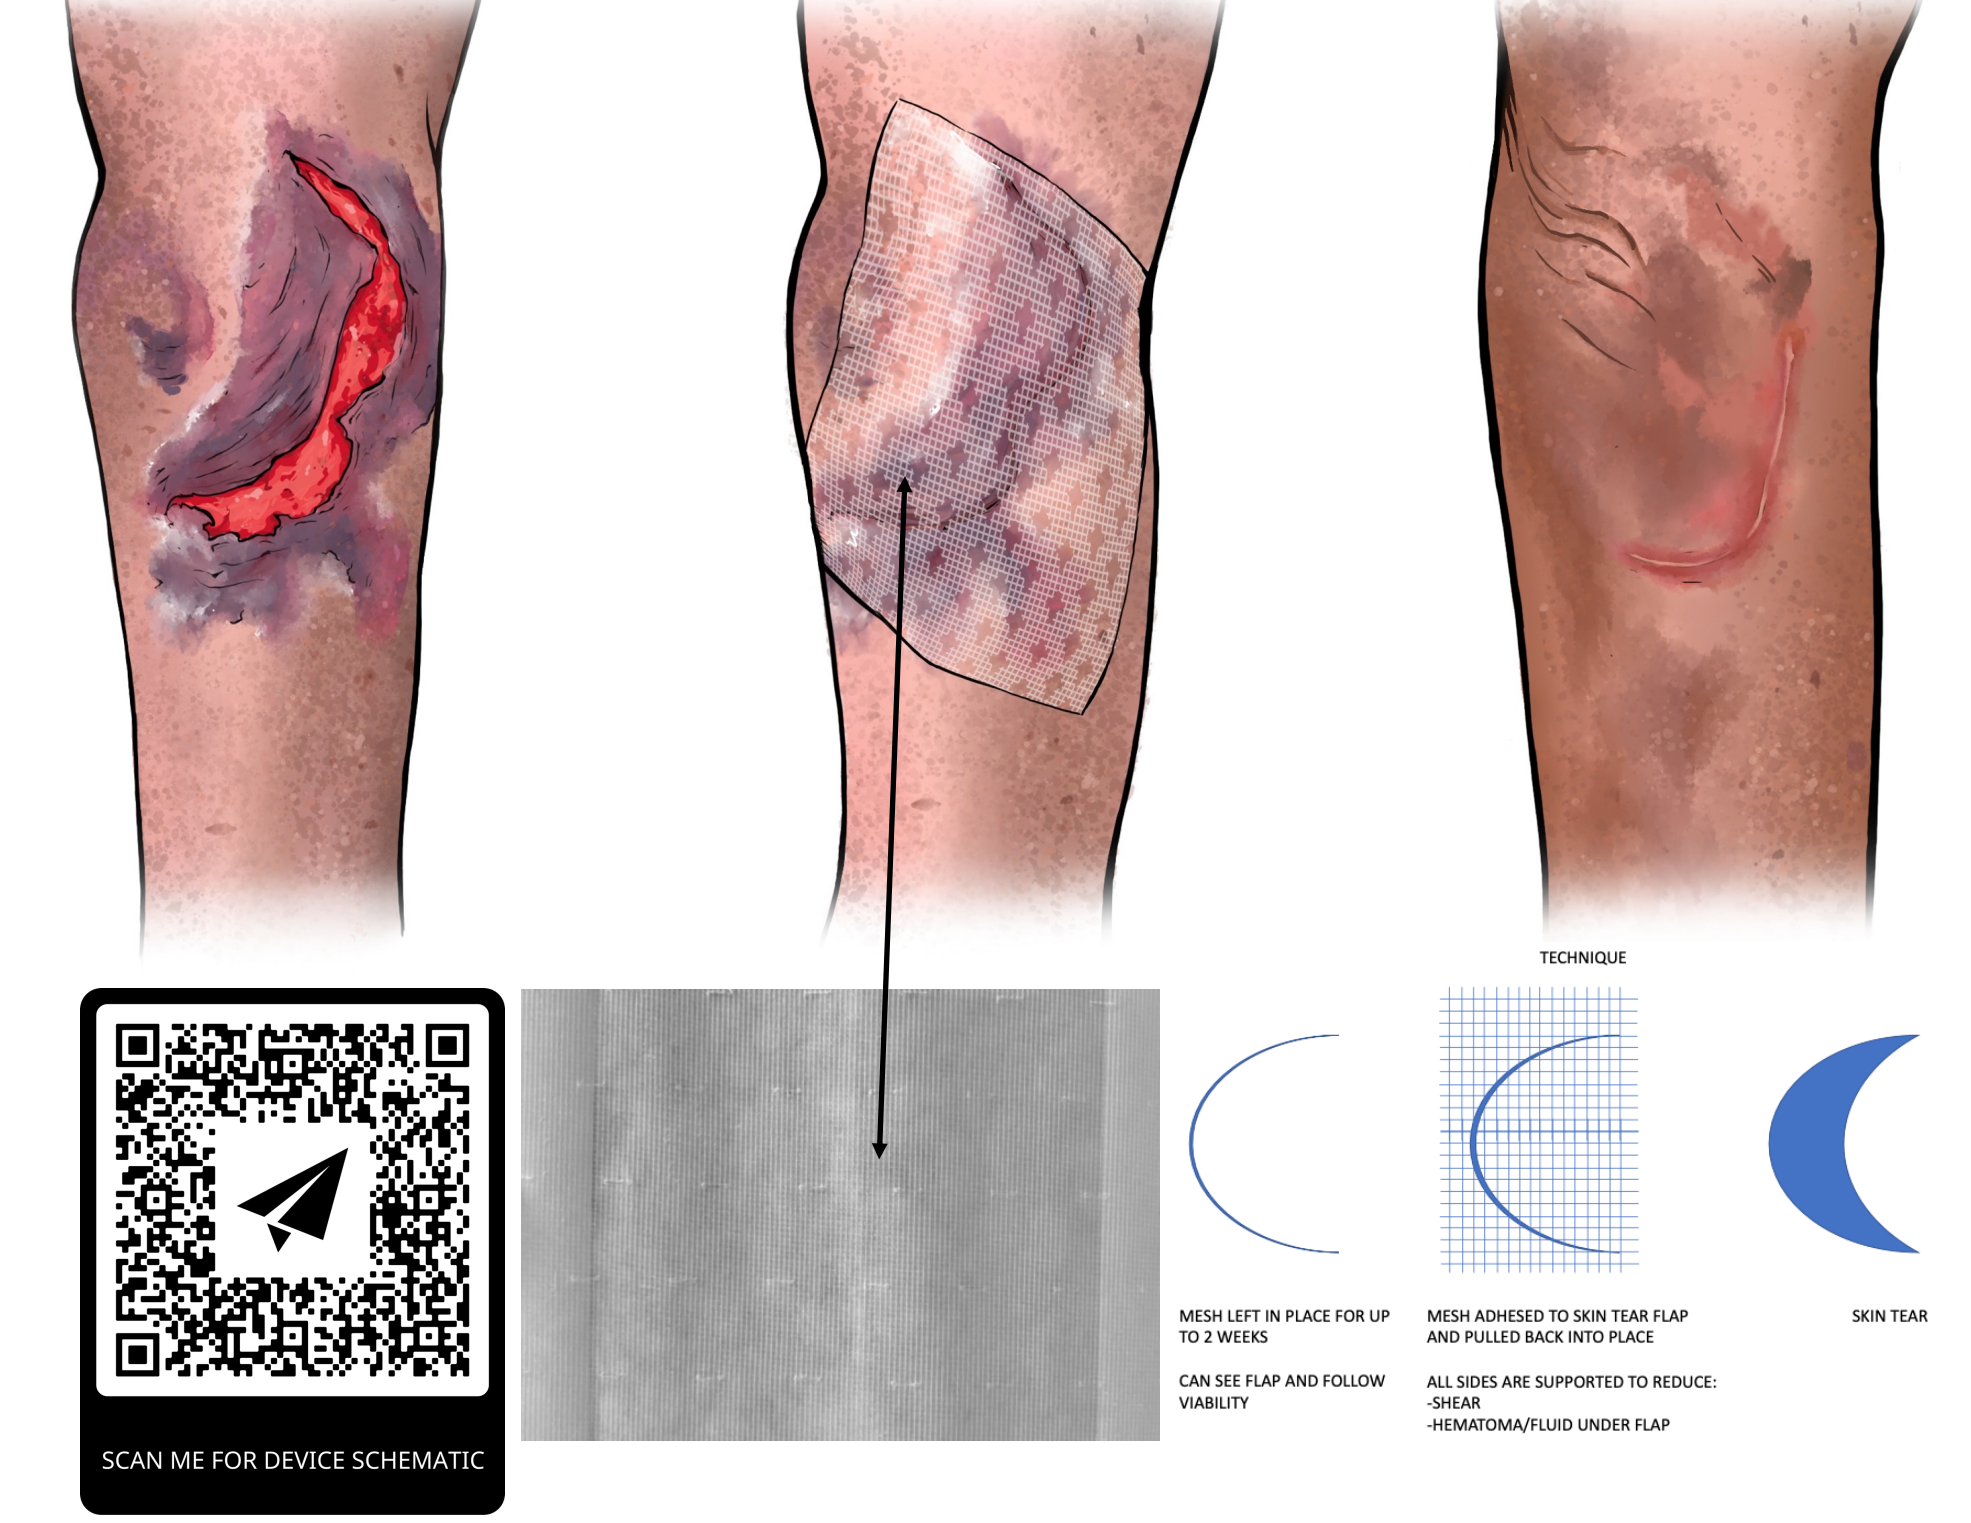 TECHNIQUE
MESH LEFT IN PLACE FOR UP
TO 2 WEEKS
CAN SEE FLAP AND FOLLOW
VIABILITY
MESH ADHESED TO SKIN TEAR FLAP
AND PULLED BACK INTO PLACE
ALL SIDES ARE SUPPORTED TO REDUCE:
-SHEAR
-HEMATOMA/FLUID UNDER FLAP
SKIN TEAR
SCAN ME FOR DEVICE SCHEMATIC